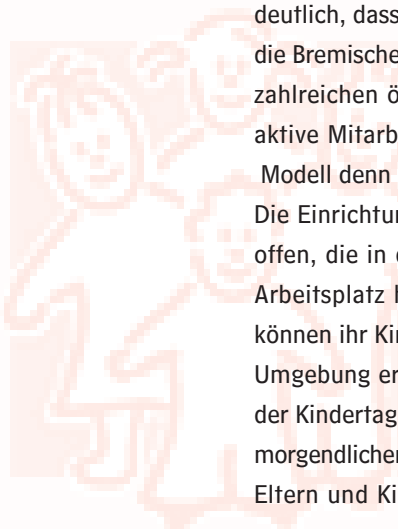 deutlich, dass
die Bremische
zahlreichen ö
aktive Mitarb
Modell denn
Die Einrichtu
offen, die in
Arbeitsplatz
können ihr Ki
Umgebung er
der Kindertag
morgendliche
Eltern und Ki